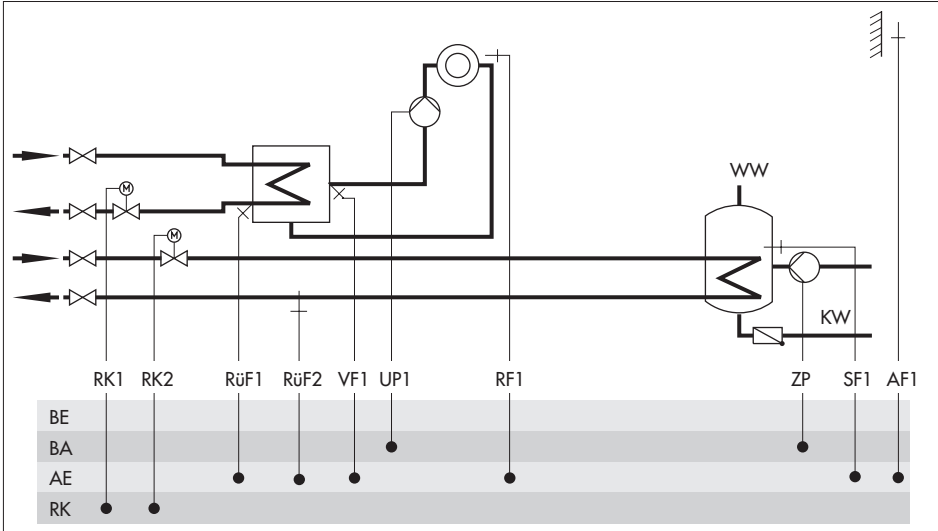 M
M
WW
KW
RK1 RK2 RüF1 RüF2 VF1 UP1 RF1 ZP SF1 AF1
BE
BA
AE
RK